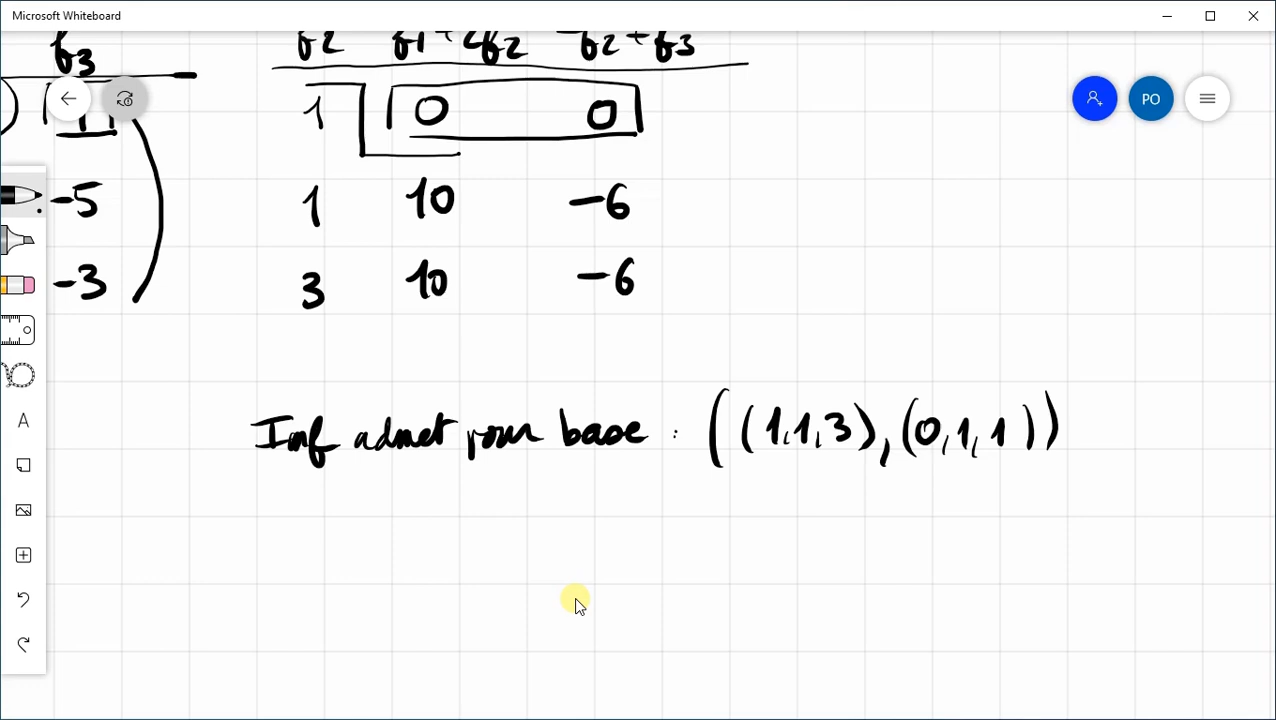 Microsoft Whiteboard
f3 f2 f1+2f2 -f2+f3
1 0 0
PO
-5 1 10 -6
-3 3 10 -6
A
Imf admet pour base : ((1,1,3),(0,1,1))